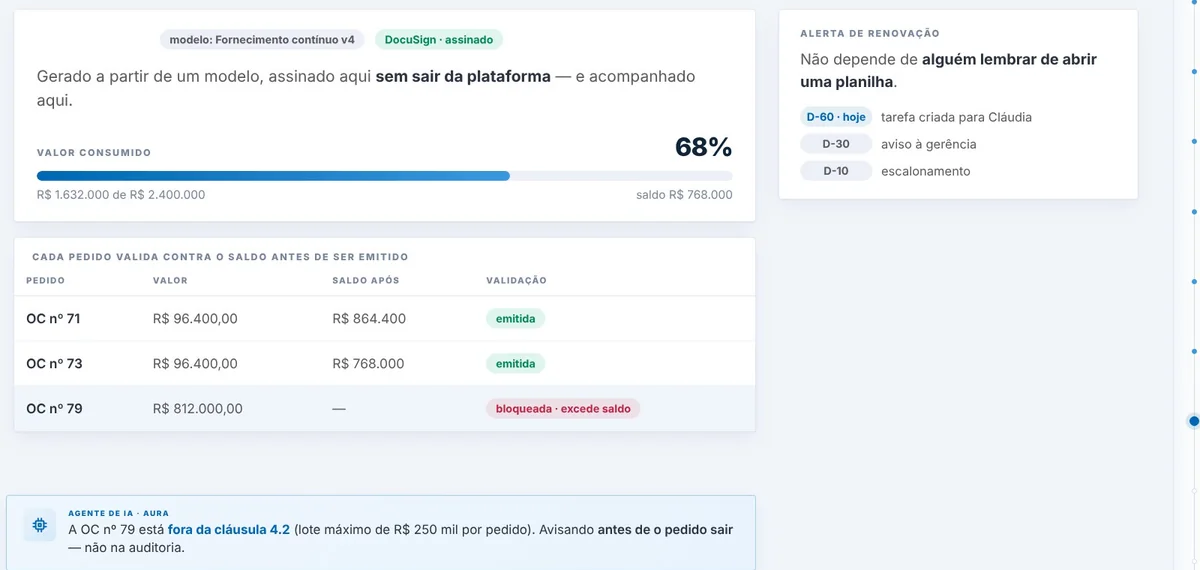 modelo: Fornecimento contínuo v4
DocuSign · assinado
Gerado a partir de um modelo, assinado aqui sem sair da plataforma — e acompanhado
aqui.
VALOR CONSUMIDO
68%
R$ 1.632.000 de R$ 2.400.000
saldo R$ 768.000
CADA PEDIDO VALIDA CONTRA O SALDO ANTES DE SER EMITIDO
PEDIDO VALOR SALDO APÓS VALIDAÇÃO
OC nº 71 R$ 96.400,00 R$ 864.400 emitida
OC nº 73 R$ 96.400,00 R$ 768.000 emitida
OC nº 79 R$ 812.000,00 — bloqueada · excede saldo
AGENTE DE IA · AURA
A OC nº 79 está fora da cláusula 4.2 (lote máximo de R$ 250 mil por pedido). Avisando antes de o pedido sair
— não na auditoria.
ALERTA DE RENOVAÇÃO
Não depende de alguém lembrar de abrir
uma planilha.
D-60 · hoje tarefa criada para Cláudia
D-30 aviso à gerência
D-10 escalonamento